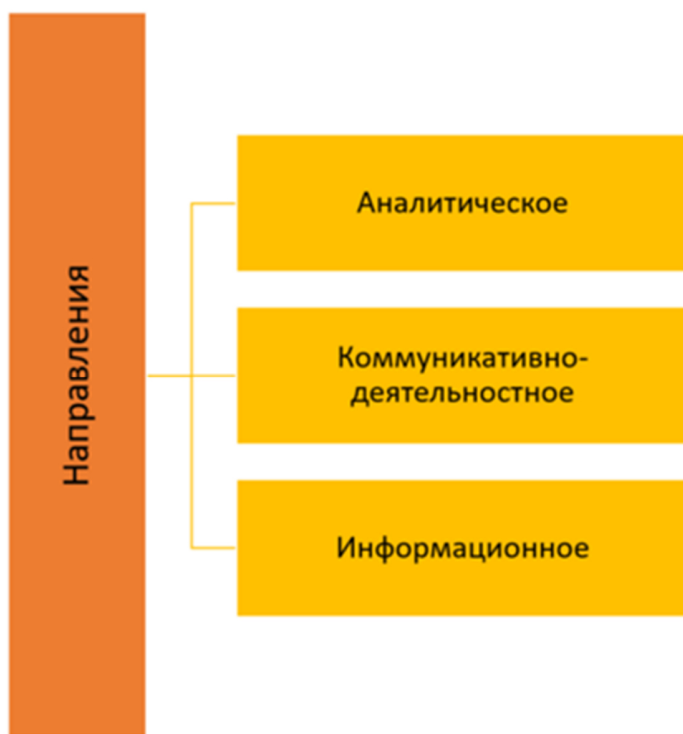 Направления
Аналитическое
Коммуникативно-
деятельностное
Информационное